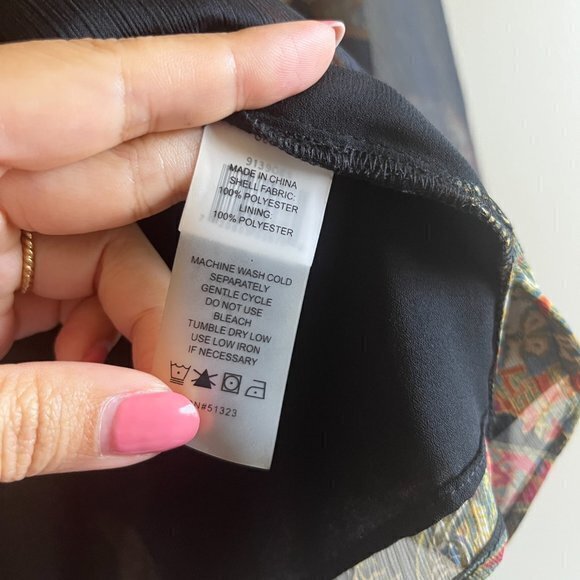 MADE IN CHINA
SHELL FABRIC:
100% POLYESTER
LINING:
100% POLYESTER
MACHINE WASH COLD
SEPARATELY
GENTLE CYCLE
DO NOT USE
BLEACH
TUMBLE DRY LOW
USE LOW IRON
IF NECESSARY
N#51323